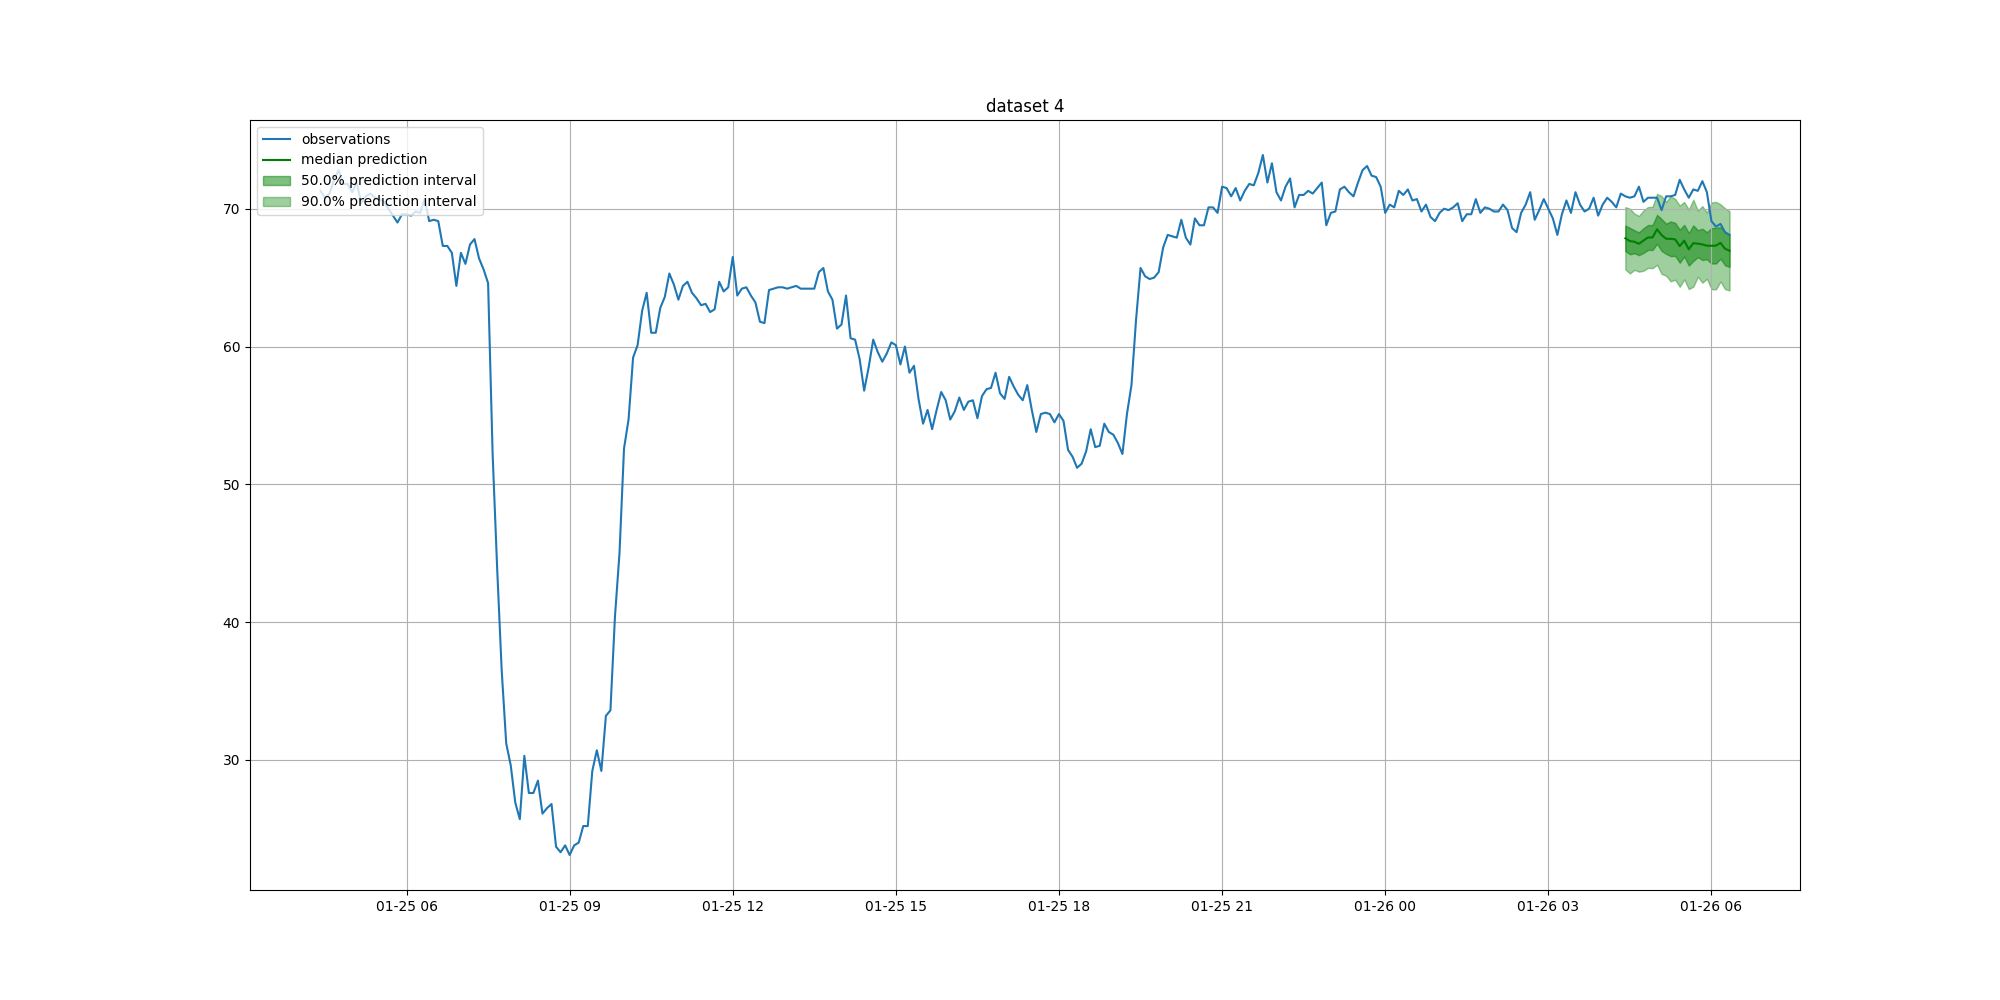 dataset 4
observations
median prediction
50.0% prediction interval
90.0% prediction interval
70
60
50
40
30
01-25 06
01-25 09
01-25 12
01-25 15
01-25 18
01-25 21
01-26 00
01-26 03
01-26 06